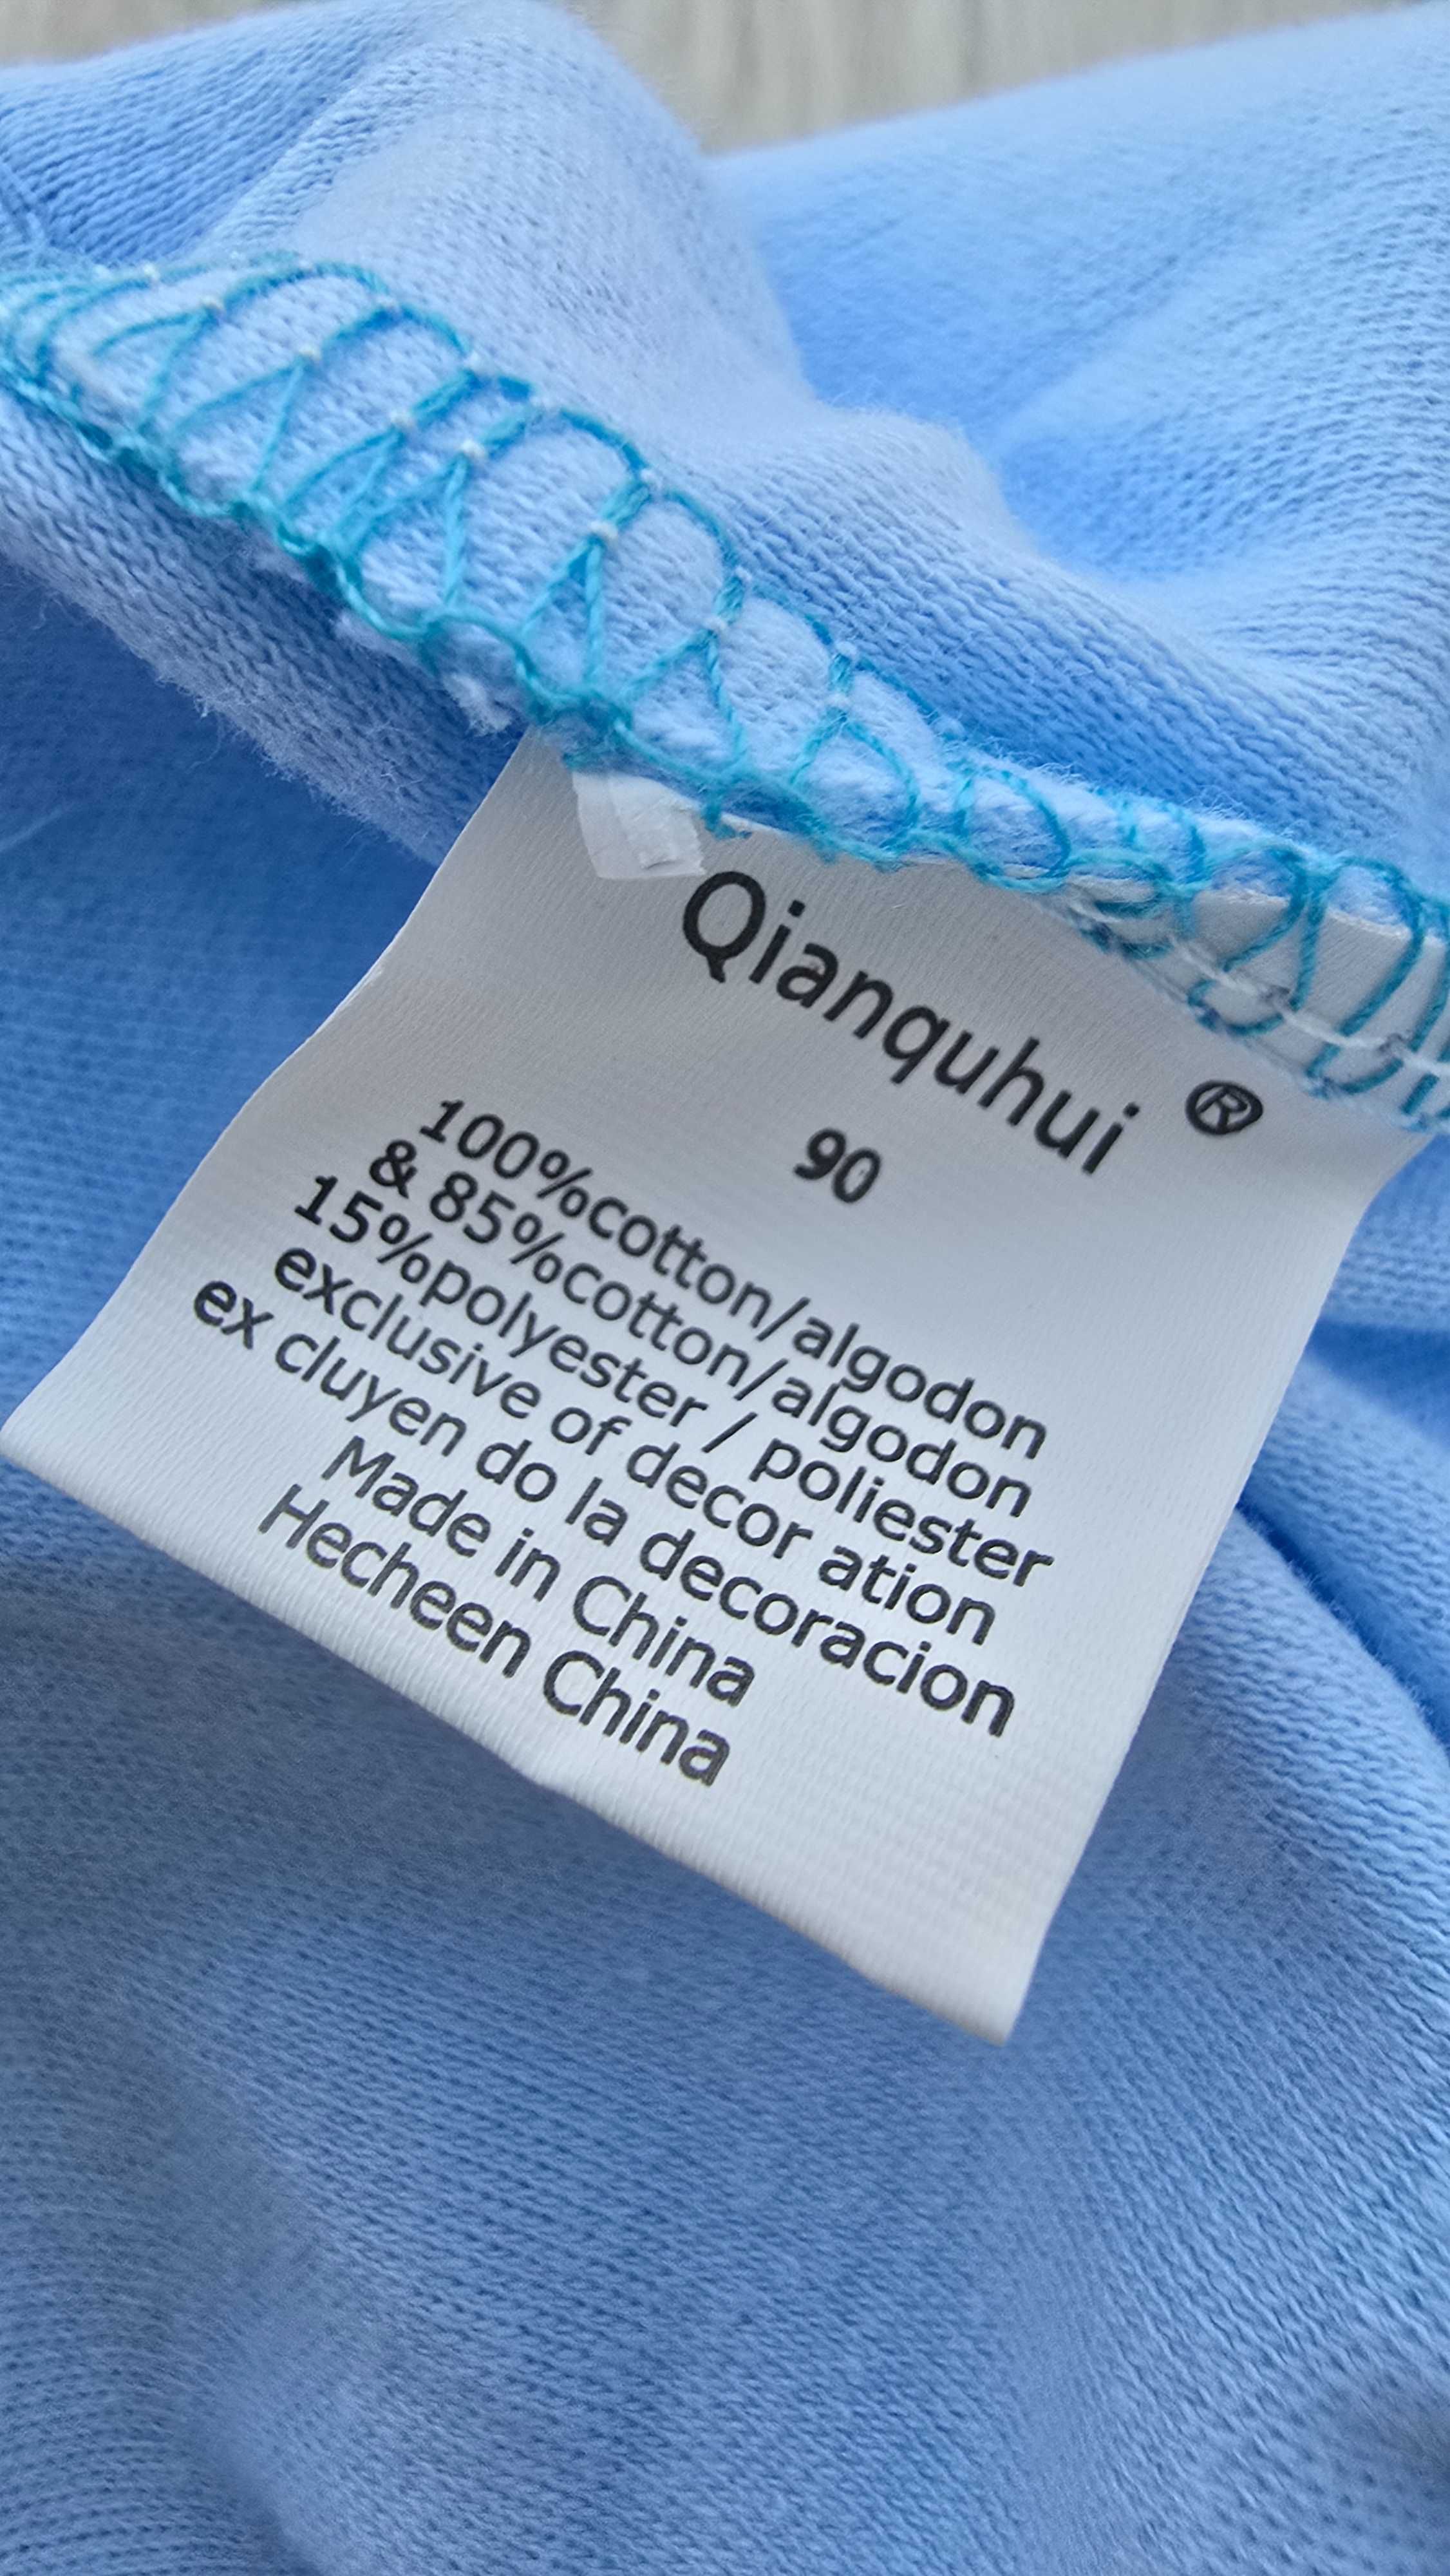 Qianquhui ®
90
100%cotton/algodon
& 85%cotton/algodon
15%polyester / poliester
exclusive of decor ation
ex cluyen do la decoracion
Made in China
Hecheen China